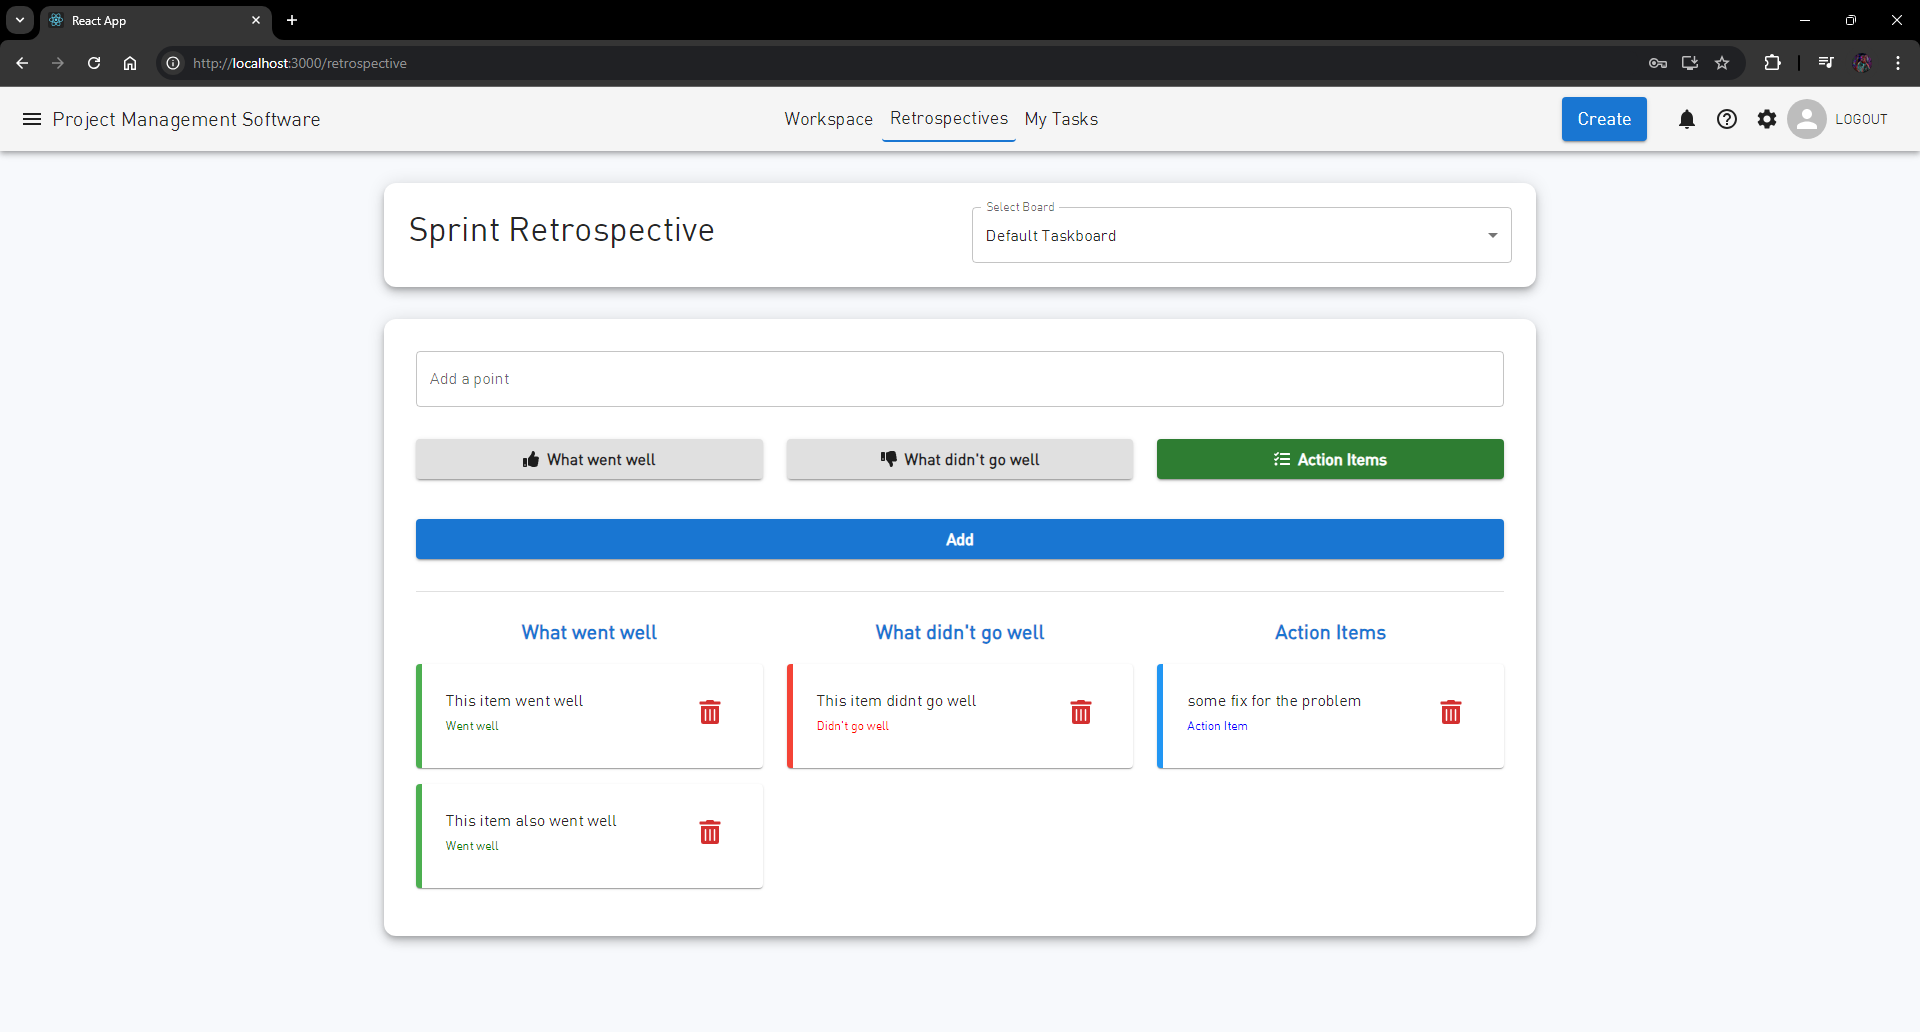 React App
http://localhost:3000/retrospective
Project Management Software
Workspace Retrospectives My Tasks
Create
LOGOUT
Sprint Retrospective
Select Board
Default Taskboard
Add a point
What went well What didn't go well Action Items
Add
What went well What didn't go well Action Items
This item went well
Went well
This item didnt go well
Didn't go well
some fix for the problem
Action Item
This item also went well
Went well